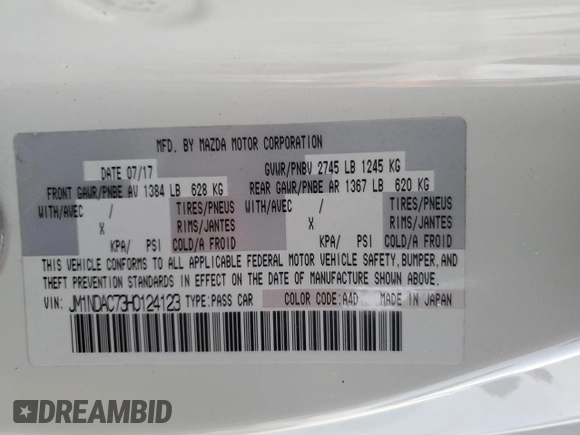 MFD. BY MAZDA MOTOR CORPORATION
DATE 07/17 GVWR/PNBV 2745 LB 1245 KG
FRONT GAWR/PNBE AV 1384 LB 628 KG REAR GAWR/PNBE AR 1367 LB 620 KG
WITH/AVEC / TIRES/PNEUS WITH/AVEC / TIRES/PNEUS
X RIMS/JANTES X RIMS/JANTES
KPA/ PSI COLD/A FROID KPA/ PSI COLD/A FROID
THIS VEHICLE CONFORMS TO ALL APPLICABLE FEDERAL MOTOR VEHICLE SAFETY, BUMPER, AND
THEFT PREVENTION STANDARDS IN EFFECT ON THE DATE OF MANUFACTURE SHOWN ABOVE.
VIN: JM1NDAC73H0124123 TYPE: PASS CAR COLOR CODE: A4D MADE IN JAPAN
DREAMBID